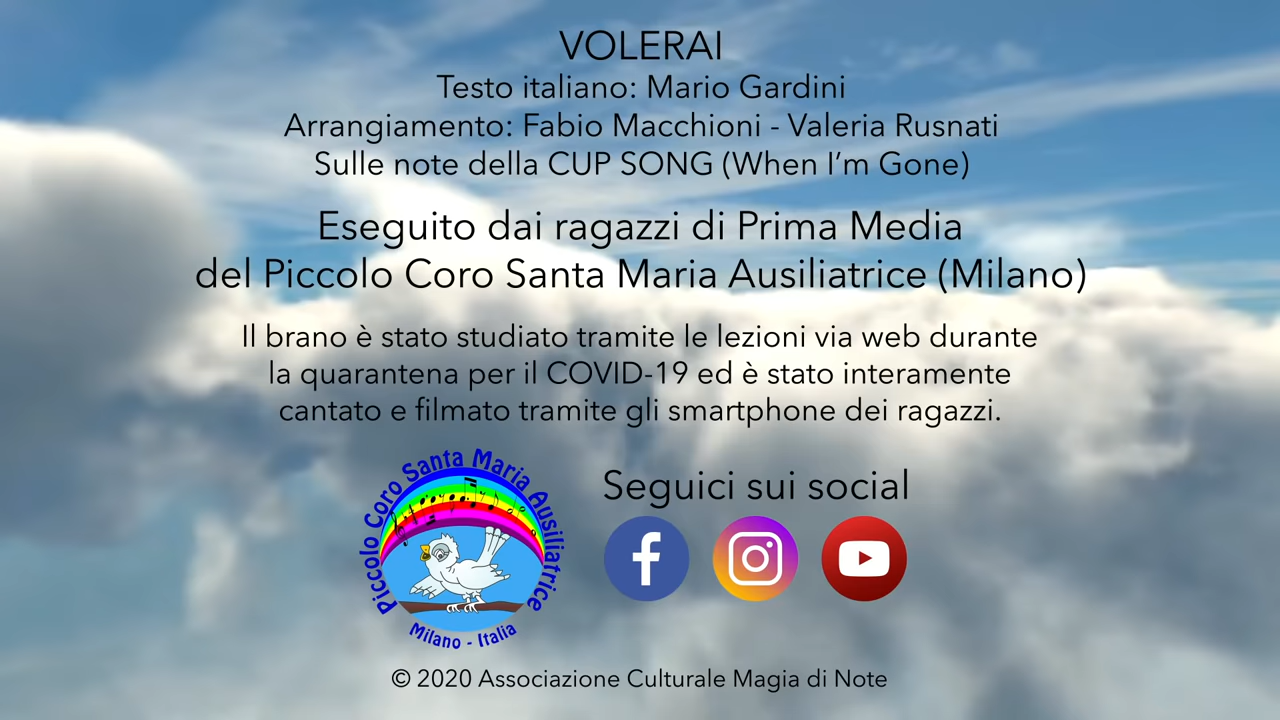 VOLERAI
Testo italiano: Mario Gardini
Arrangiamento: Fabio Macchioni - Valeria Rusnati
Sulle note della CUP SONG (When I’m Gone)
Eseguito dai ragazzi di Prima Media
del Piccolo Coro Santa Maria Ausiliatrice (Milano)
Il brano è stato studiato tramite le lezioni via web durante
la quarantena per il COVID-19 ed è stato interamente
cantato e filmato tramite gli smartphone dei ragazzi.
Piccolo Coro Santa Maria Ausiliatrice
Milano - Italia
Seguici sui social
© 2020 Associazione Culturale Magia di Note